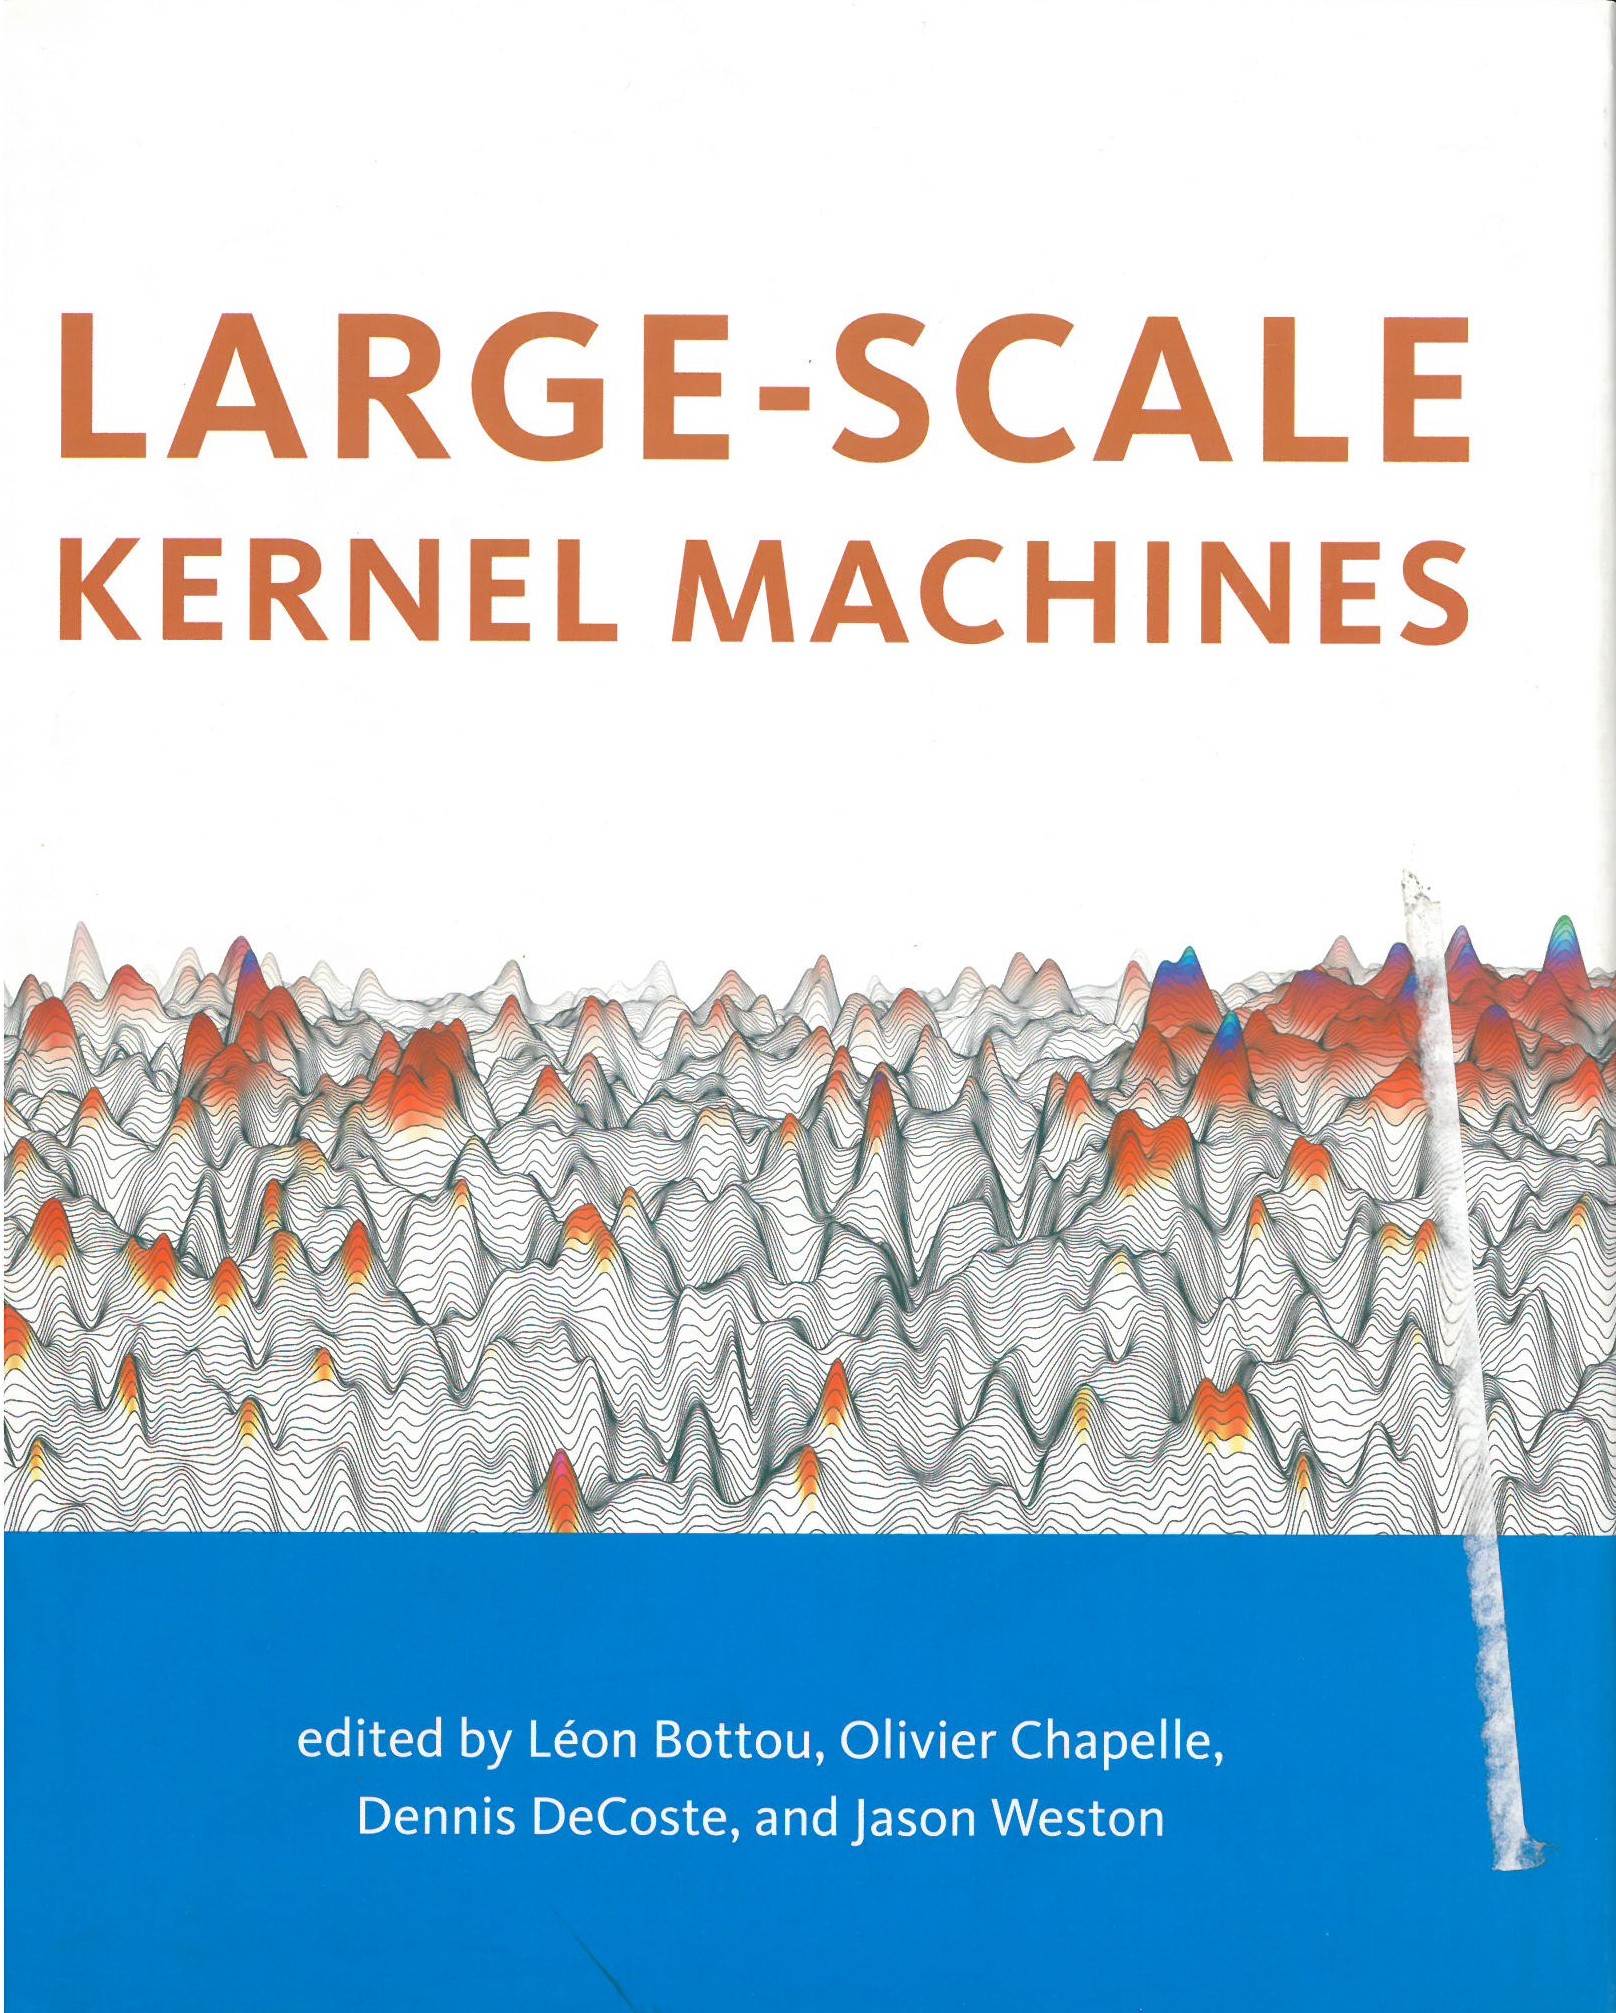 LARGE-SCALE
KERNEL MACHINES
edited by Léon Bottou, Olivier Chapelle,
Dennis DeCoste, and Jason Weston